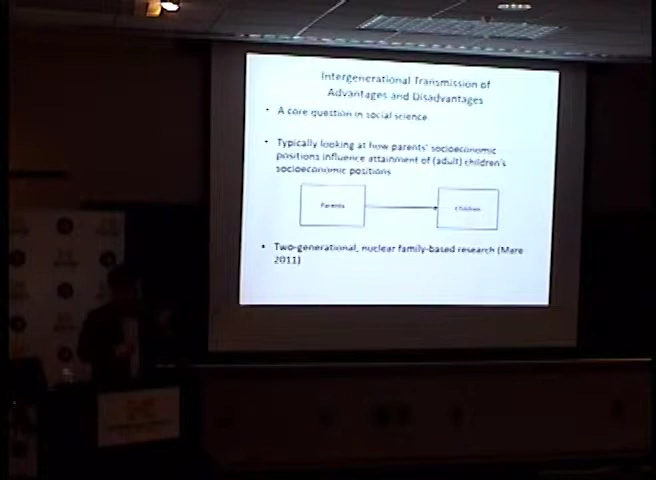 Intergenerational Transmission of
Advantages and Disadvantages
• A core question in social science
• Typically looking at how parents' socioeconomic
positions influence attainment of (adult) children's
socioeconomic positions
Parents
Children
• Two-generational, nuclear family-based research (Mare
2011)